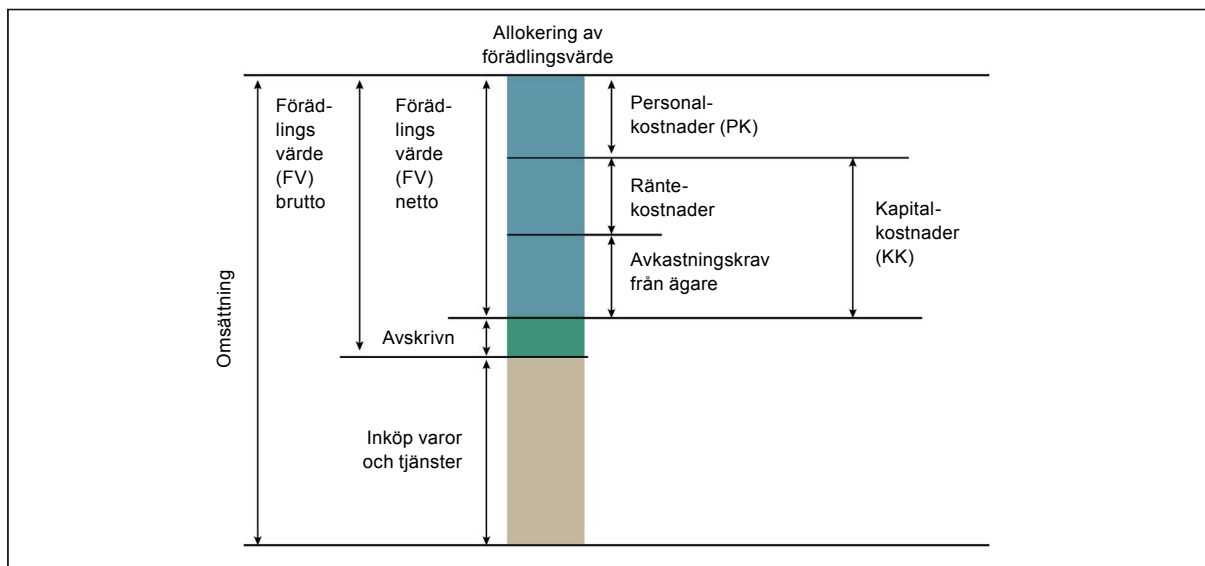 Allokering av
förädlingsvärde
Föräd-
lings
värde
(FV)
brutto
Föräd-
lings
värde
(FV)
netto
Personal-
kostnader (PK)
Ränte-
kostnader
Kapital-
kostnader
(KK)
Avkastningskrav
från ägare
Omsättning
Avskrivn
Inköp varor
och tjänster